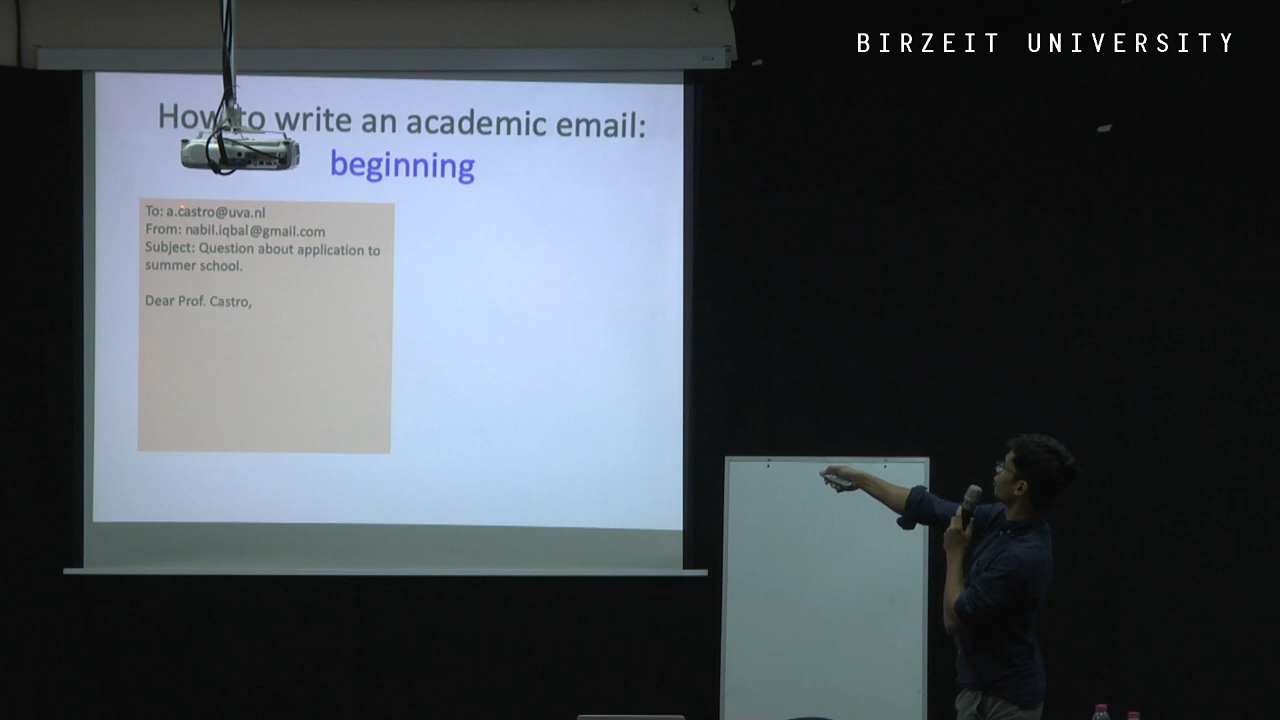 BIRZEIT UNIVERSITY
How to write an academic email:
beginning
To: a.castro@uva.nl
From: nabil.iqbal@gmail.com
Subject: Question about application to
summer school.
Dear Prof. Castro,